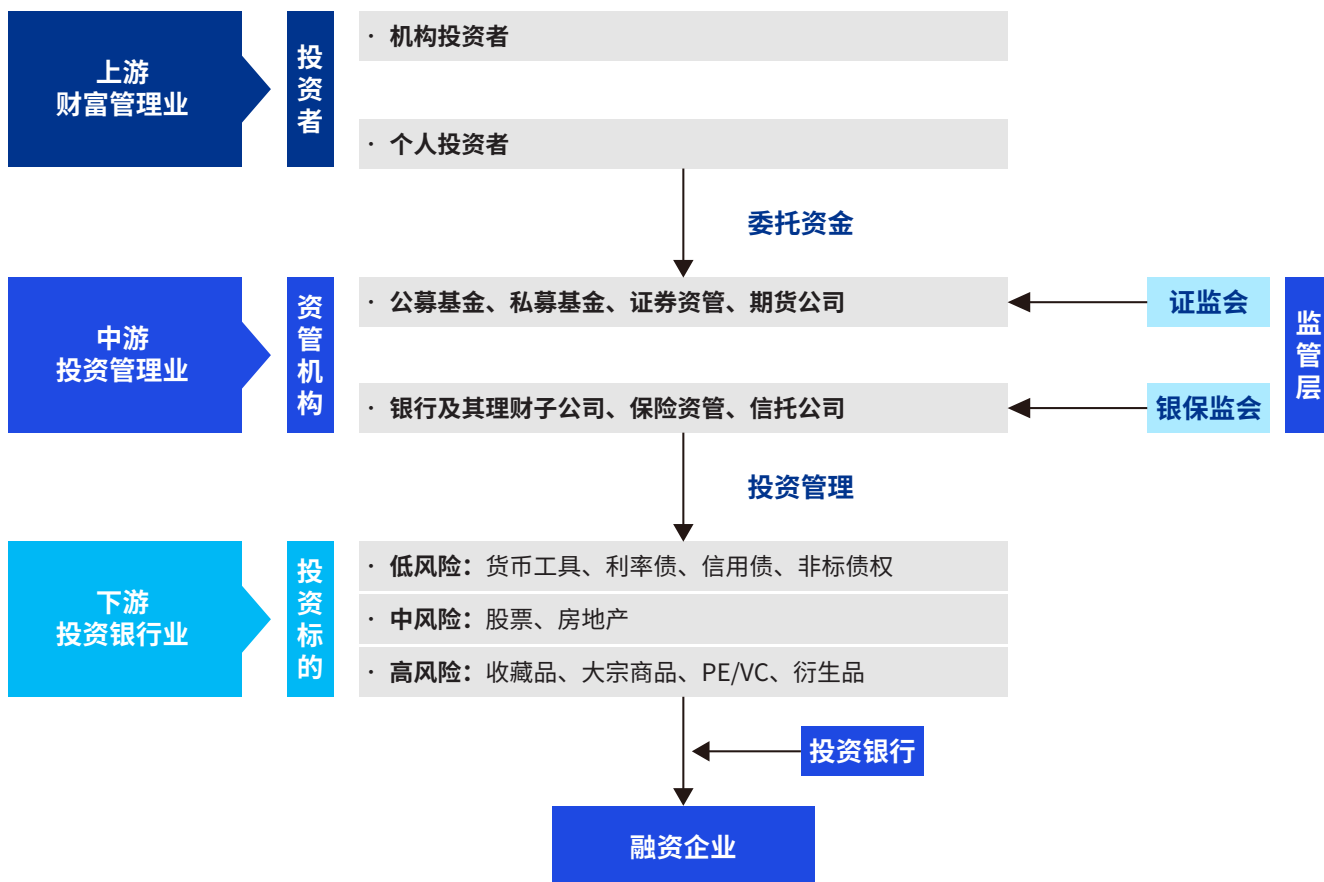 上游
财富管理业
投资者
· 机构投资者
· 个人投资者
委托资金
中游
投资管理业
资管机构
· 公募基金、私募基金、证券资管、期货公司
证监会
监管层
· 银行及其理财子公司、保险资管、信托公司
银保监会
投资管理
下游
投资银行业
投资标的
· 低风险：货币工具、利率债、信用债、非标债权
· 中风险：股票、房地产
· 高风险：收藏品、大宗商品、PE/VC、衍生品
投资银行
融资企业